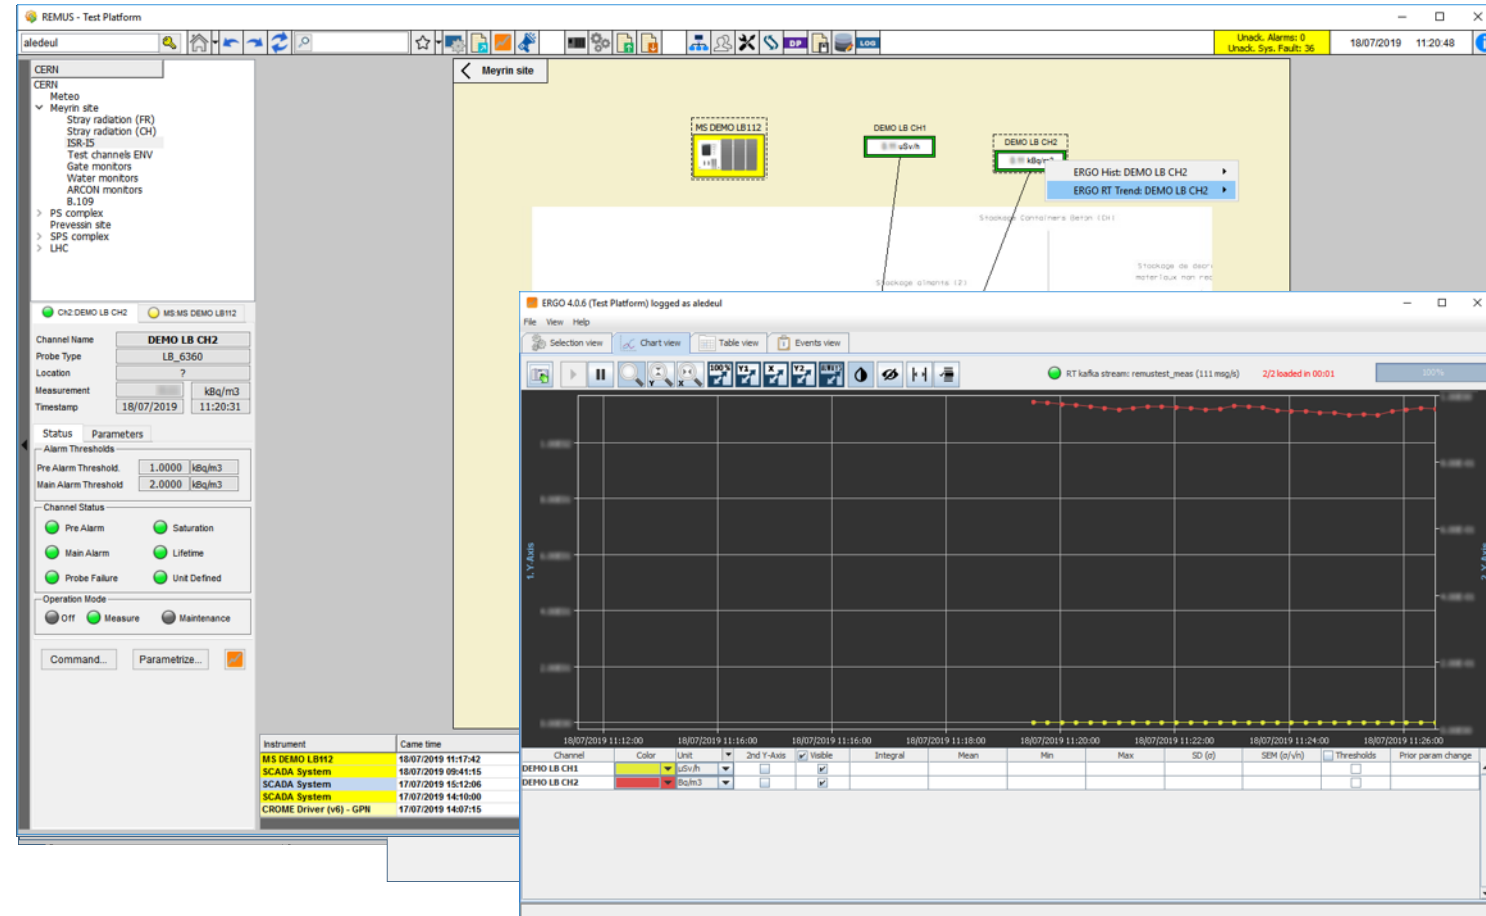 REMUS - Test Platform
aledeul
DP
LOG
Unack. Alarms: 0
Unack. Sys. Fault: 36
18/07/2019 11:20:48
CERN
CERN
Meteo
Meyrin site
Stray radiation (FR)
Stray radiation (CH)
ISR-I5
Test channels ENV
Gate monitors
Water monitors
ARCON monitors
B.109
PS complex
Prevessin site
SPS complex
LHC
Meyrin site
MS DEMO LB112
DEMO LB CH1
uSv/h
DEMO LB CH2
ERGO Hist: DEMO LB CH2
ERGO RT Trend: DEMO LB CH2
Stockage Containers Beton (CH)
Stockage de
Ch2:DEMO LB CH2 MS:MS DEMO LB112
Channel Name DEMO LB CH2
Probe Type LB_6360
Location ?
Measurement kBq/m3
Timestamp 18/07/2019 11:20:31
Status Parameters
Alarm Thresholds
Pre Alarm Threshold. 1.0000 kBq/m3
Main Alarm Threshold 2.0000 kBq/m3
Channel Status
Pre Alarm Saturation
Main Alarm Lifetime
Probe Failure Unit Defined
Operation Mode
Off Measure Maintenance
Command... Parametrize...
Instrument Came time
MS DEMO LB112 18/07/2019 11:17:42
SCADA System 18/07/2019 09:41:15
SCADA System 17/07/2019 15:12:06
SCADA System 17/07/2019 14:10:00
CROME Driver (v6) - GPN 17/07/2019 14:07:15
ERGO 4.0.6 (Test Platform) logged as aledeul
File View Help
Selection view Chart view Table view Events view
Y X 100% Y1 X Y2
RT kafka stream: remustest_meas (111 msg/s) 2/2 loaded in 00:01 100%
1. Y-Axis
2. Y-Axis
18/07/2019 11:12:00 18/07/2019 11:16:00 18/07/2019 11:16:00 18/07/2019 11:18:00 18/07/2019 11:20:00 18/07/2019 11:22:00 18/07/2019 11:24:00 18/07/2019 11:26:00
Channel Color Unit 2nd Y-Axis Visible Integral Mean Min Max SD (σ) SEM (σ/√n) Thresholds Prior param change
DEMO LB CH1 uSv/h
DEMO LB CH2 Bq/m3